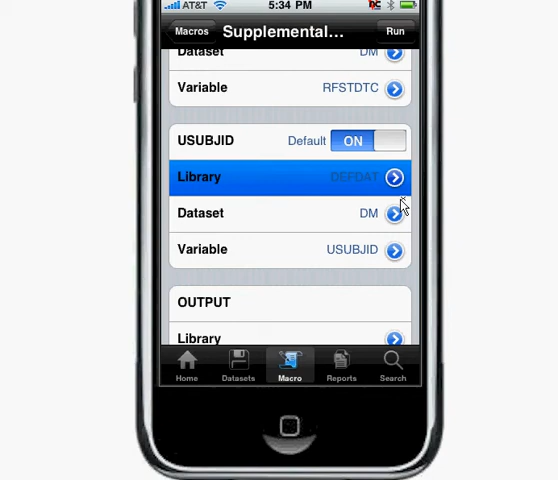 AT&T 5:34 PM
Macros Supplemental... Run
Dataset DM
Variable RFSTDTC
USUBJID Default ON
Library DEFDAT
Dataset DM
Variable USUBJID
OUTPUT
Library
Home Datasets Macro Reports Search